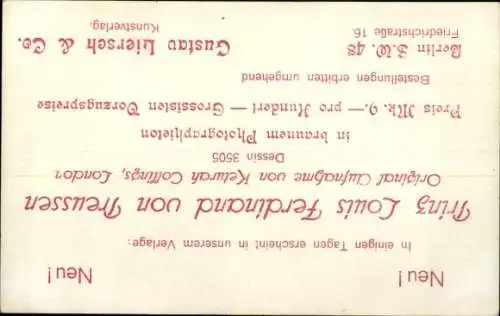 Neu! Neu!
In einigen Tagen erscheint in unserem Verlage:
Prinz Louis Ferdinand von Preussen
Original Aufnahme von Keturah Collings, London
Dessin 3505
in braunem Photographieton
Preis Mk. 9.— pro Hundert — Grossisten Vorzugspreise
Bestellungen erbitten umgehend
Berlin S.W. 48 Gustav Liersch & Co.
Friedrichstraße 16. Kunstverlag.